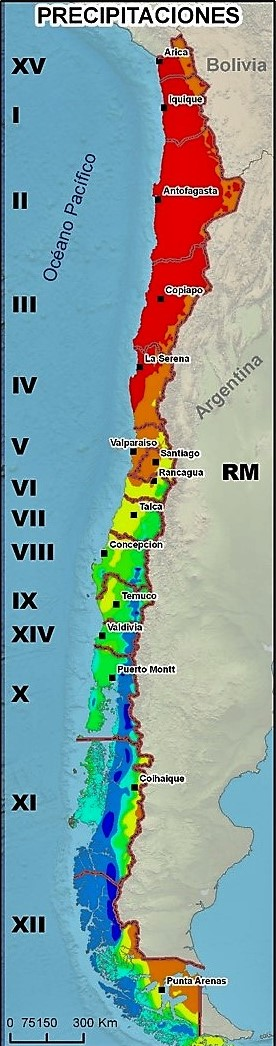 PRECIPITACIONES
Arica
XV
Bolivia
Iquique
I
Antofagasta
II
Océano Pacífico
Copiapo
III
La Serena
IV
Argentina
Valparaiso
V
Santiago
RM
Rancagua
VI
Talca
VII
Concepcion
VIII
Temuco
IX
Valdivia
XIV
Puerto Montt
X
Colhaique
XI
XII
Punta Arenas
0 75150 300 Km